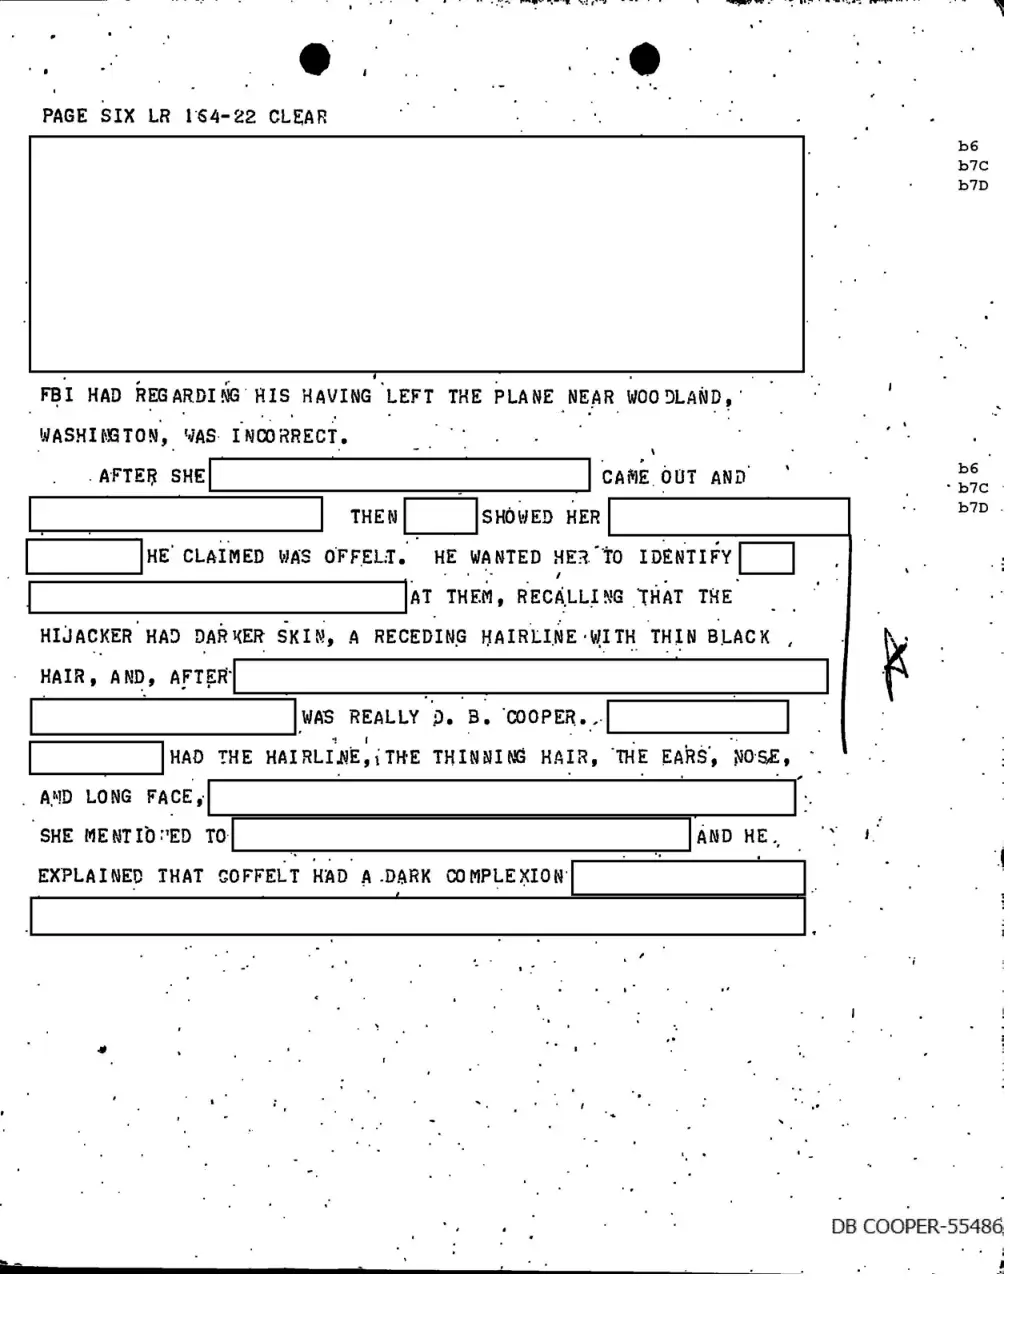 PAGE SIX LR 164-22 CLEAR
b6
b7C
b7D
FBI HAD REGARDING HIS HAVING LEFT THE PLANE NEAR WOODLAND,
WASHINGTON, WAS INCORRECT.
AFTER SHE CAME OUT AND
b6
b7C
b7D
THEN SHOWED HER
HE CLAIMED WAS OFFELT. HE WANTED HER TO IDENTIFY
AT THEM, RECALLING THAT THE
HIJACKER HAD DARKER SKIN, A RECEDING HAIRLINE WITH THIN BLACK
HAIR, AND, AFTER
WAS REALLY D. B. COOPER.
HAD THE HAIRLINE, THE THINNING HAIR, THE EARS, NOSE,
AND LONG FACE,
SHE MENTIONED TO AND HE
EXPLAINED THAT COFFELT HAD A DARK COMPLEXION
DB COOPER-55486